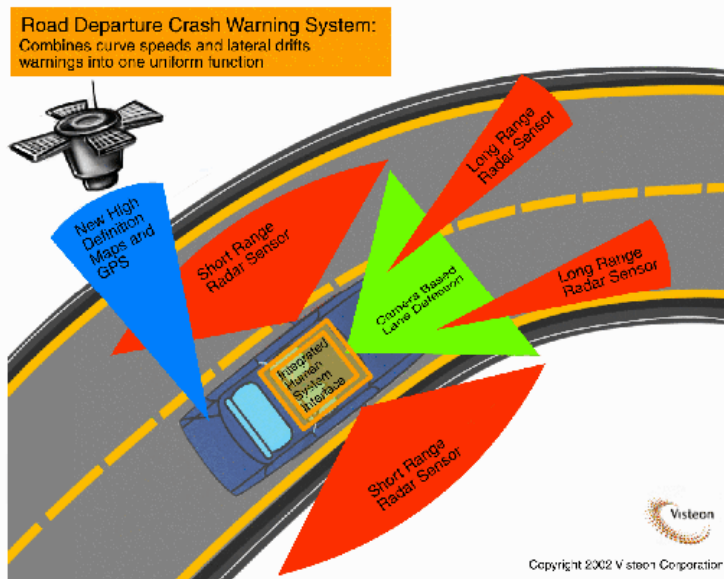 Road Departure Crash Warning System:
Combines curve speeds and lateral drifts
warnings into one uniform function
Long Range
Radar Sensor
New High
Definition
Maps and
GPS
Short Range
Radar Sensor
Long Range
Radar Sensor
Camera Based
Lane Detection
Integrated
Human
System
Interface
Short Range
Radar Sensor
Visteon
Copyright 2002 Visteon Corporation